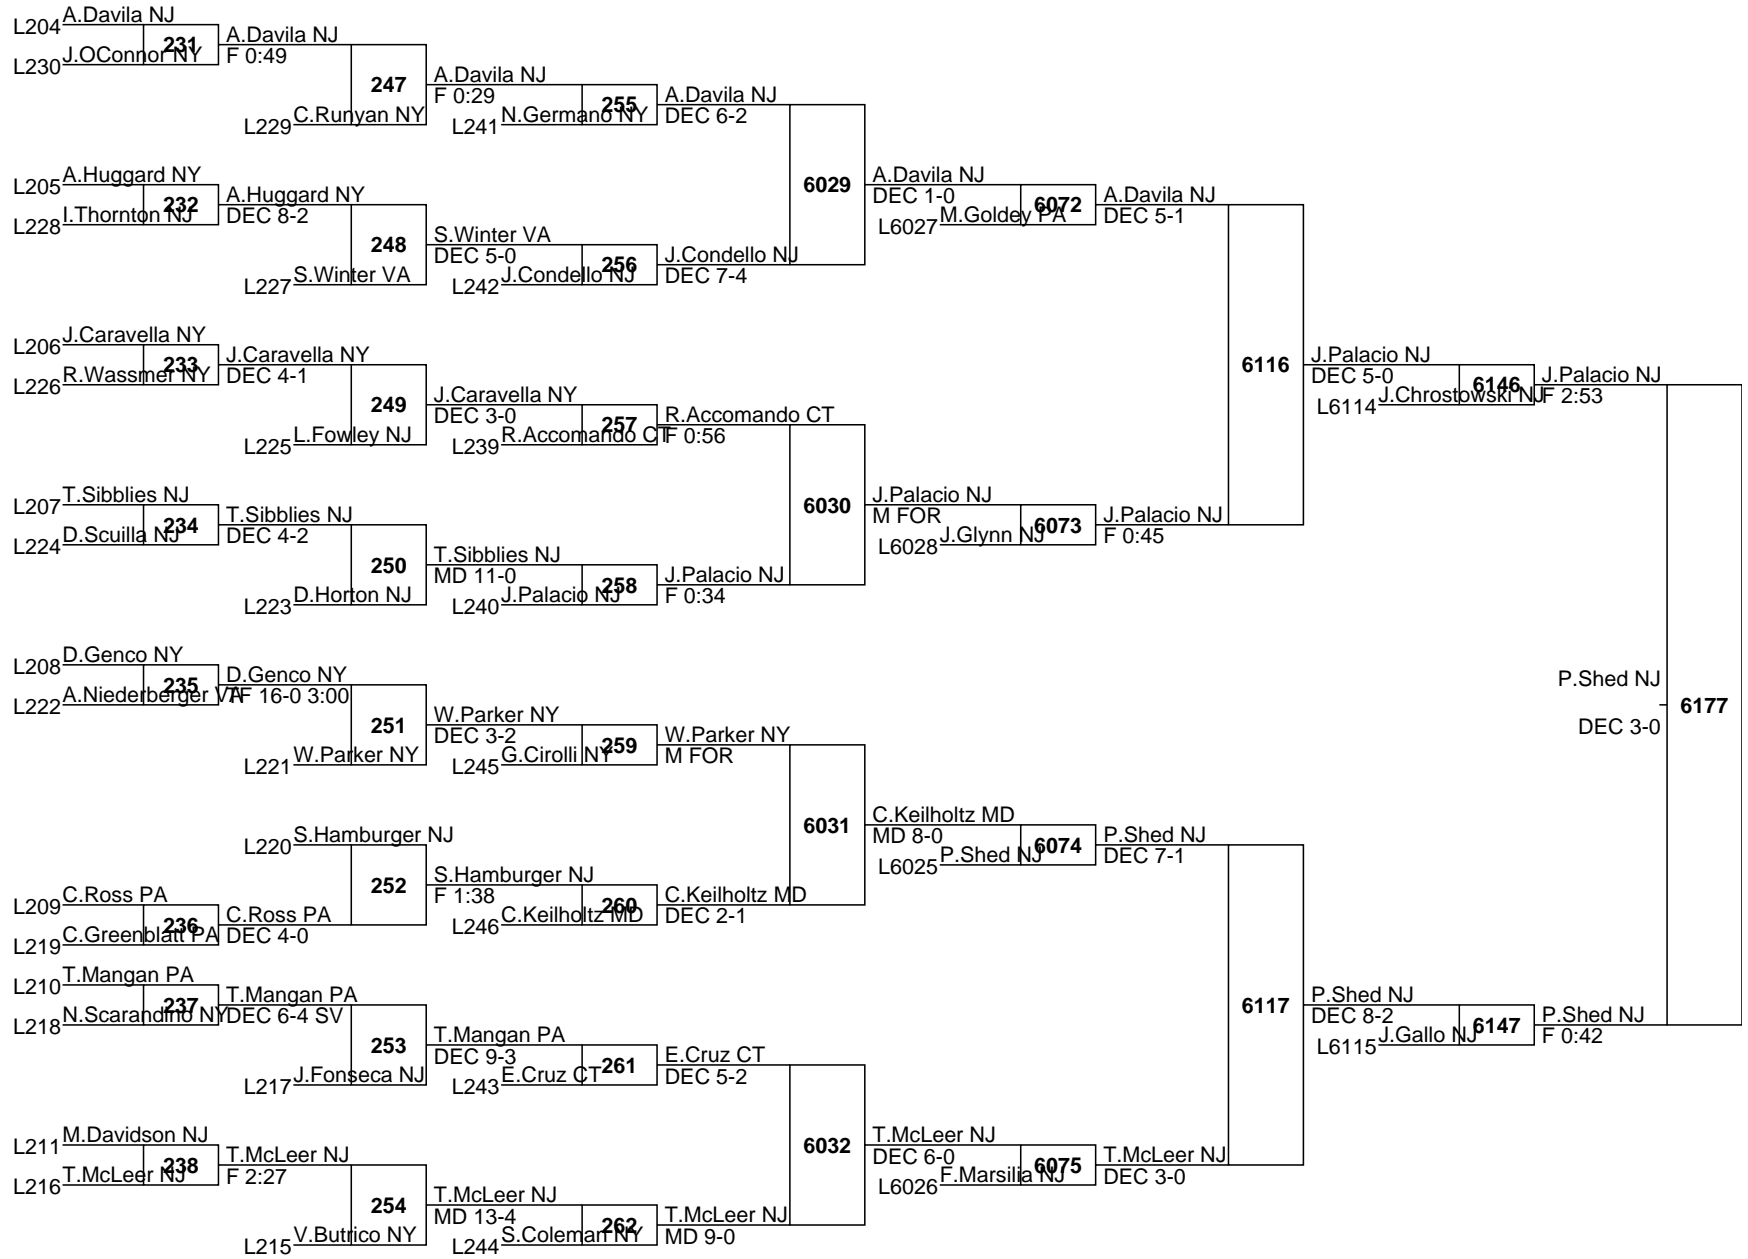 L204 A.Davila NJ
231
L230 J.OConnor NY
A.Davila NJ
F 0:49
247
L229 C.Runyan NY
A.Davila NJ
F 0:29
255
L241 N.Germano NY
A.Davila NJ
DEC 6-2
L205 A.Huggard NY
232
L228 I.Thornton NJ
A.Huggard NY
DEC 8-2
248
L227 S.Winter VA
S.Winter VA
DEC 5-0
256
L242 J.Condello NJ
J.Condello NJ
DEC 7-4
6029
A.Davila NJ
DEC 1-0
6072
L6027 M.Goldey PA
A.Davila NJ
DEC 5-1
L206 J.Caravella NY
233
L226 R.Wassmer NY
J.Caravella NY
DEC 4-1
249
L225 L.Fowley NJ
J.Caravella NY
DEC 3-0
257
L239 R.Accomando CT
R.Accomando CT
F 0:56
L207 T.Sibblies NJ
234
L224 D.Scuilla NJ
T.Sibblies NJ
DEC 4-2
250
L223 D.Horton NJ
T.Sibblies NJ
MD 11-0
258
L240 J.Palacio NJ
J.Palacio NJ
F 0:34
6030
J.Palacio NJ
M FOR
6073
L6028 J.Glynn NJ
J.Palacio NJ
F 0:45
6116
J.Palacio NJ
DEC 5-0
6146
L6114 J.Chrostowski NJ
J.Palacio NJ
F 2:53
L208 D.Genco NY
235
L222 A.Niederberger VA
D.Genco NY
TF 16-0 3:00
251
L221 W.Parker NY
W.Parker NY
DEC 3-2
259
L245 G.Cirolli NY
W.Parker NY
M FOR
L220 S.Hamburger NJ
252
L209 C.Ross PA
236
L219 C.Greenblatt PA
C.Ross PA
DEC 4-0
S.Hamburger NJ
F 1:38
260
L246 C.Keilholtz MD
C.Keilholtz MD
DEC 2-1
6031
C.Keilholtz MD
MD 8-0
6074
L6025 P.Shed NJ
P.Shed NJ
DEC 7-1
L210 T.Mangan PA
237
L218 N.Scarandino NY
T.Mangan PA
DEC 6-4 SV
253
L217 J.Fonseca NJ
T.Mangan PA
DEC 9-3
261
L243 E.Cruz CT
E.Cruz CT
DEC 5-2
L211 M.Davidson NJ
238
L216 T.McLeer NJ
T.McLeer NJ
F 2:27
254
L215 V.Butrico NY
T.McLeer NJ
MD 13-4
262
L244 S.Coleman NY
T.McLeer NJ
MD 9-0
6032
T.McLeer NJ
DEC 6-0
6075
L6026 F.Marsilia NJ
T.McLeer NJ
DEC 3-0
6117
P.Shed NJ
DEC 8-2
6147
L6115 J.Gallo NJ
P.Shed NJ
F 0:42
P.Shed NJ
DEC 3-0
6177